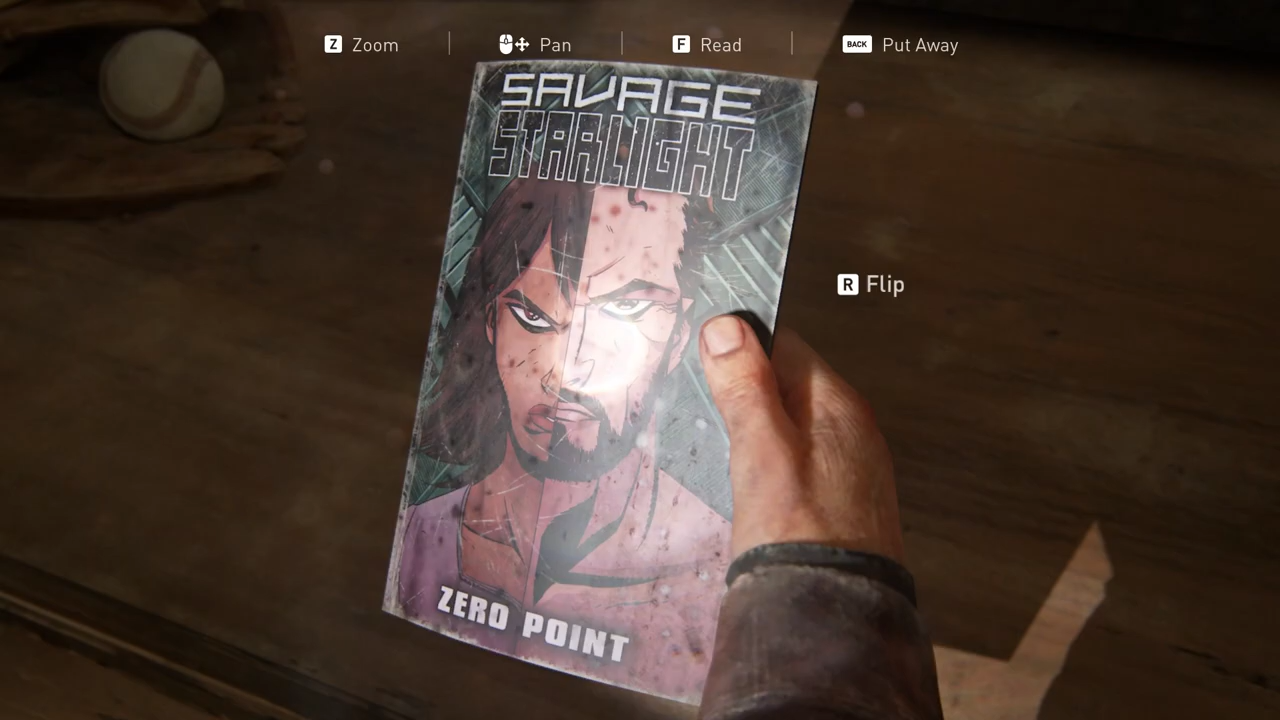 Z Zoom
Pan
F Read
BACK Put Away
SAVAGE
STARLIGHT
R Flip
ZERO POINT